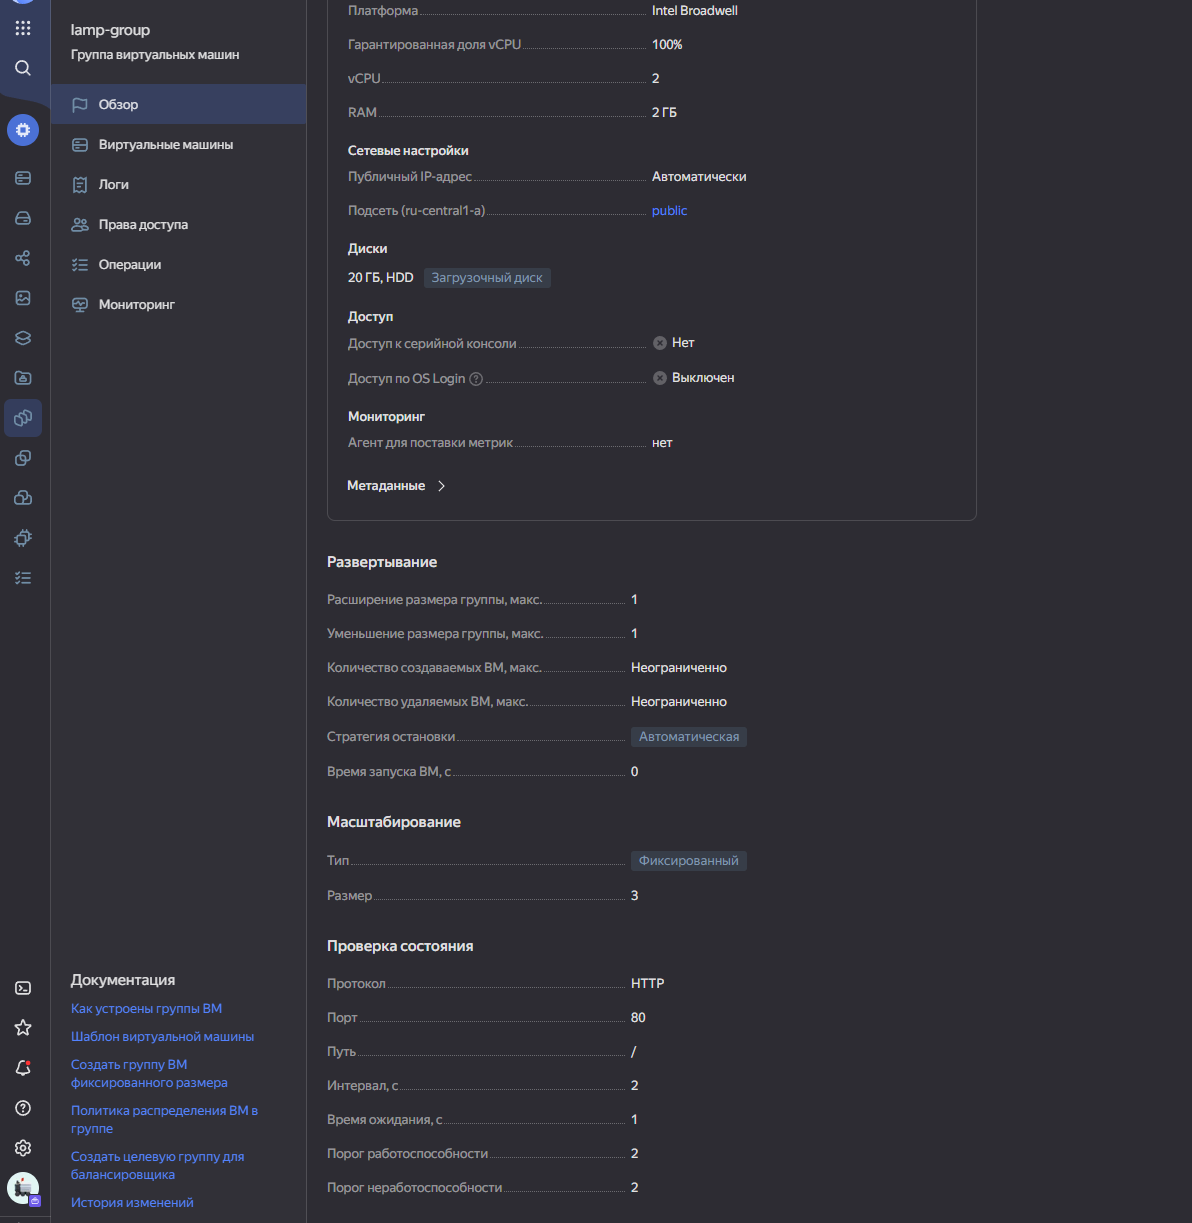 lamp-group
Группа виртуальных машин
Обзор
Виртуальные машины
Логи
Права доступа
Операции
Мониторинг
Документация
Как устроены группы ВМ
Шаблон виртуальной машины
Создать группу ВМ
фиксированного размера
Политика распределения ВМ в
группе
Создать целевую группу для
балансировщика
История изменений
Платформа Intel Broadwell
Гарантированная доля vCPU 100%
vCPU 2
RAM 2 ГБ
Сетевые настройки
Публичный IP-адрес Автоматически
Подсеть (ru-central1-a) public
Диски
20 ГБ, HDD Загрузочный диск
Доступ
Доступ к серийной консоли Нет
Доступ по OS Login Выключен
Мониторинг
Агент для поставки метрик нет
Метаданные
Развертывание
Расширение размера группы, макс. 1
Уменьшение размера группы, макс. 1
Количество создаваемых ВМ, макс. Неограниченно
Количество удаляемых ВМ, макс. Неограниченно
Стратегия остановки Автоматическая
Время запуска ВМ, с 0
Масштабирование
Тип Фиксированный
Размер 3
Проверка состояния
Протокол HTTP
Порт 80
Путь /
Интервал, с 2
Время ожидания, с 1
Порог работоспособности 2
Порог неработоспособности 2